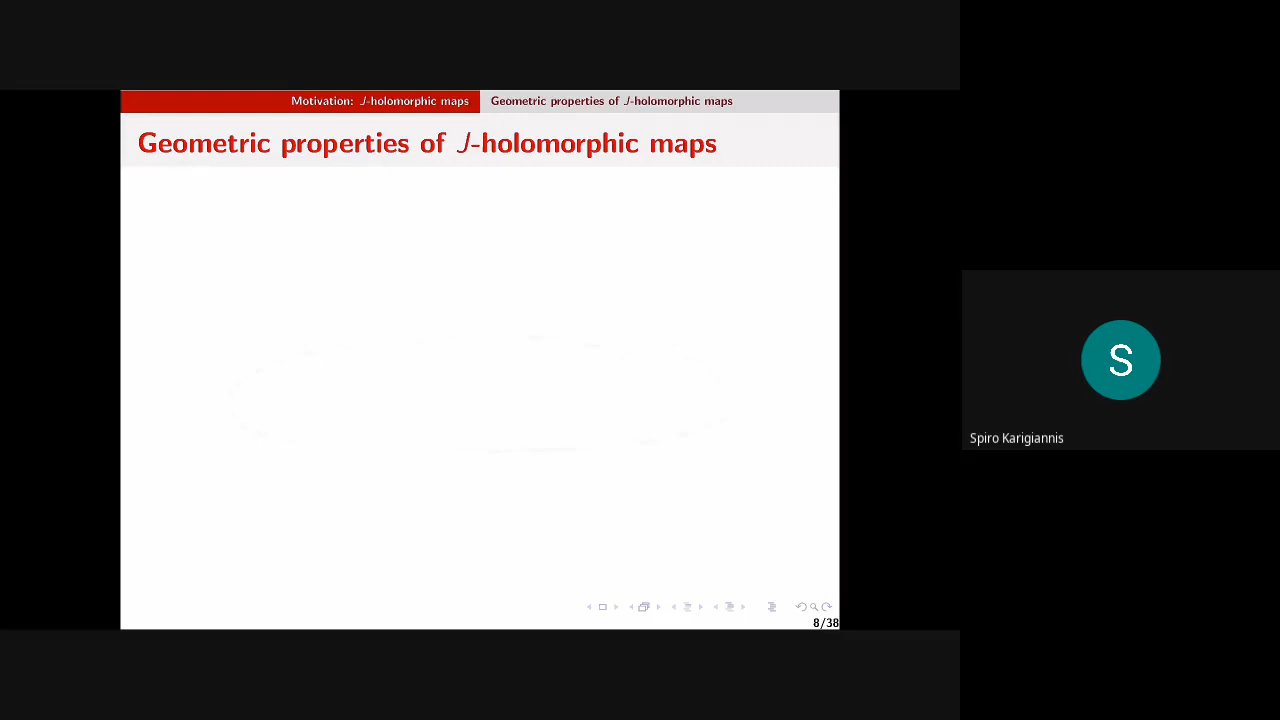 Motivation: J-holomorphic maps
Geometric properties of J-holomorphic maps
Geometric properties of J-holomorphic maps
S
Spiro Karigiannis
8/38